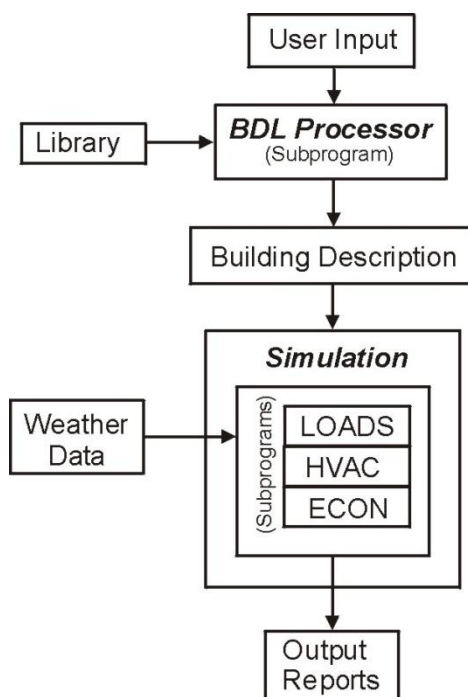 User Input
BDL Processor
(Subprogram)
Library
Building Description
Simulation
Weather
Data
(Subprograms)
LOADS
HVAC
ECON
Output
Reports